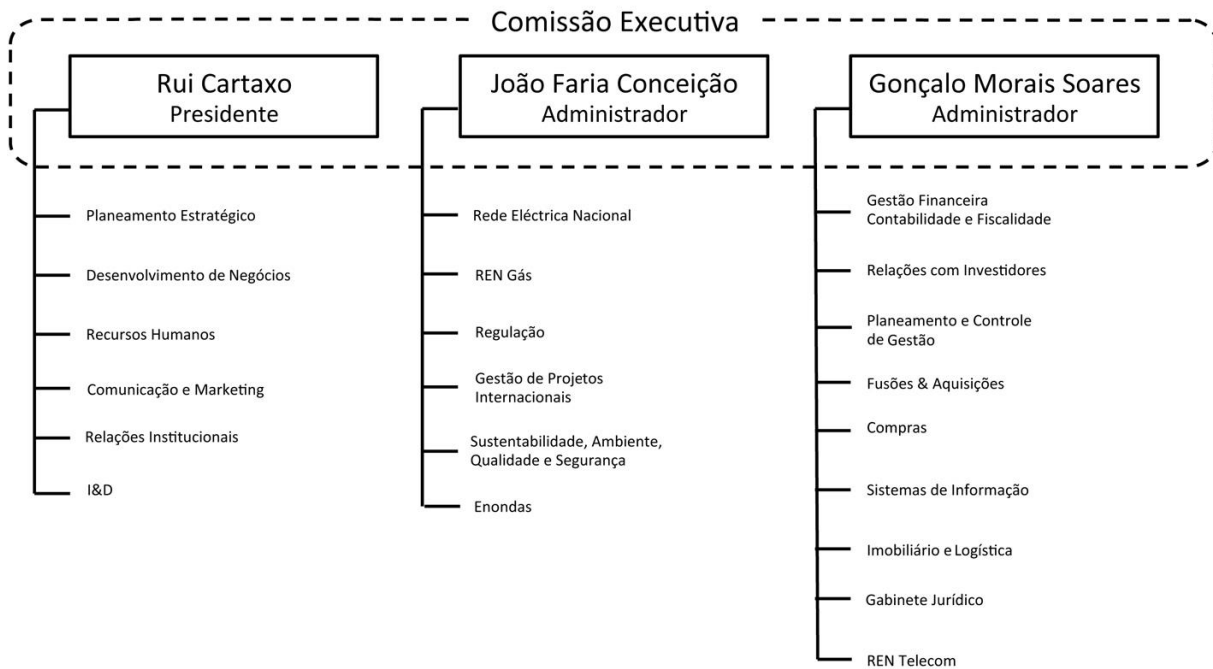 Comissão Executiva
Rui Cartaxo
Presidente
Planeamento Estratégico
Desenvolvimento de Negócios
Recursos Humanos
Comunicação e Marketing
Relações Institucionais
I&D
João Faria Conceição
Administrador
Rede Eléctrica Nacional
REN Gás
Regulação
Gestão de Projetos
Internacionais
Sustentabilidade, Ambiente,
Qualidade e Segurança
Enondas
Gonçalo Morais Soares
Administrador
Gestão Financeira
Contabilidade e Fiscalidade
Relações com Investidores
Planeamento e Controle
de Gestão
Fusões & Aquisições
Compras
Sistemas de Informação
Imobiliário e Logística
Gabinete Jurídico
REN Telecom